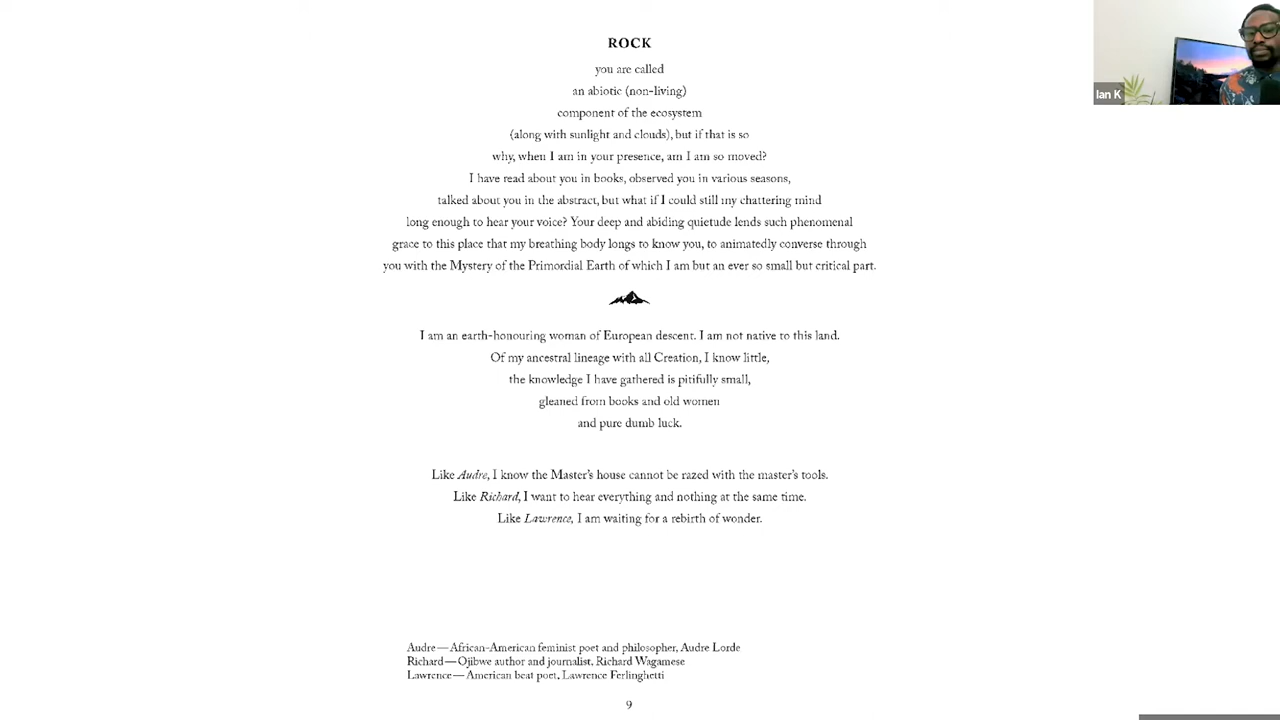 ROCK
you are called
an abiotic (non-living)
component of the ecosystem
(along with sunlight and clouds), but if that is so
why, when I am in your presence, am I am so moved?
I have read about you in books, observed you in various seasons,
talked about you in the abstract, but what if I could still my chattering mind
long enough to hear your voice? Your deep and abiding quietude lends such phenomenal
grace to this place that my breathing body longs to know you, to animatedly converse through
you with the Mystery of the Primordial Earth of which I am but an ever so small but critical part.
I am an earth-honouring woman of European descent. I am not native to this land.
Of my ancestral lineage with all Creation, I know little,
the knowledge I have gathered is pitifully small,
gleaned from books and old women
and pure dumb luck.
Like Audre, I know the Master's house cannot be razed with the master's tools.
Like Richard, I want to hear everything and nothing at the same time.
Like Lawrence, I am waiting for a rebirth of wonder.
Audre—African-American feminist poet and philosopher, Audre Lorde
Richard—Ojibwe author and journalist, Richard Wagamese
Lawrence—American beat poet, Lawrence Ferlinghetti
9
Ian K